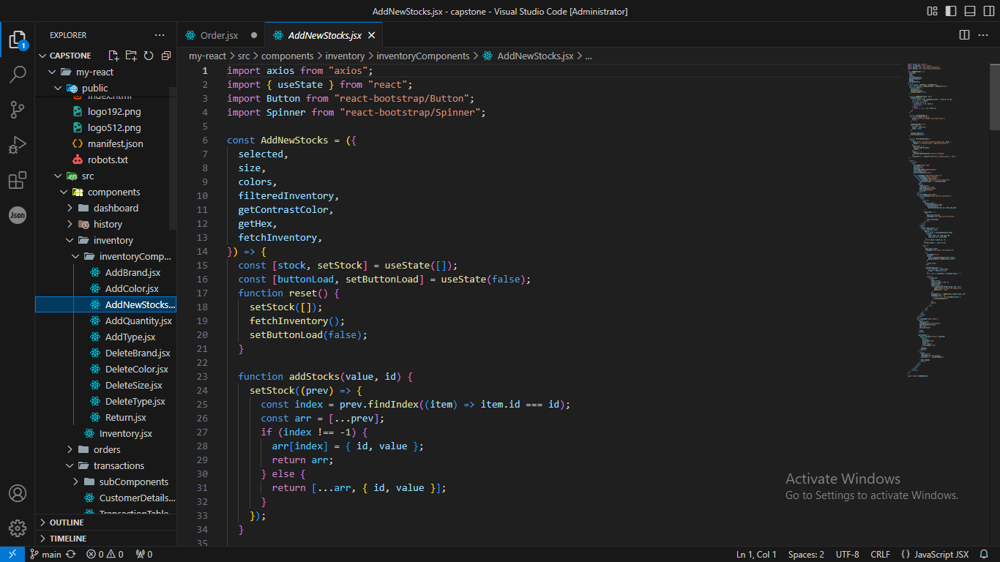 AddNewStocks.jsx - capstone - Visual Studio Code [Administrator]
EXPLORER
Order.jsx
AddNewStocks.jsx
CAPSTONE
my-react > src > components > inventory > inventoryComponents > AddNewStocks.jsx > ...
my-react
public
index.html
logo192.png
logo512.png
manifest.json
robots.txt
src
components
dashboard
history
inventory
inventoryComp...
AddBrand.jsx
AddColor.jsx
AddNewStocks...
AddQuantity.jsx
AddType.jsx
DeleteBrand.jsx
DeleteColor.jsx
DeleteSize.jsx
DeleteType.jsx
Return.jsx
Inventory.jsx
orders
transactions
subComponents
CustomerDetails...
TransactionTable
OUTLINE
TIMELINE
1
Json
1 import axios from "axios";
2 import { useState } from "react";
3 import Button from "react-bootstrap/Button";
4 import Spinner from "react-bootstrap/Spinner";
5
6 const AddNewStocks = ({
7 selected,
8 size,
9 colors,
10 filteredInventory,
11 getContrastColor,
12 getHex,
13 fetchInventory,
14 }) => {
15 const [stock, setStock] = useState([]);
16 const [buttonLoad, setButtonLoad] = useState(false);
17 function reset() {
18 setStock([]);
19 fetchInventory();
20 setButtonLoad(false);
21 }
22
23 function addStocks(value, id) {
24 setStock((prev) => {
25 const index = prev.findIndex((item) => item.id === id);
26 const arr = [...prev];
27 if (index !== -1) {
28 arr[index] = { id, value };
29 return arr;
30 } else {
31 return [...arr, { id, value }];
32 }
33 });
34 }
35
Activate Windows
Go to Settings to activate Windows.
main 0 0 0 Ln 1, Col 1 Spaces: 2 UTF-8 CRLF {} JavaScript JSX